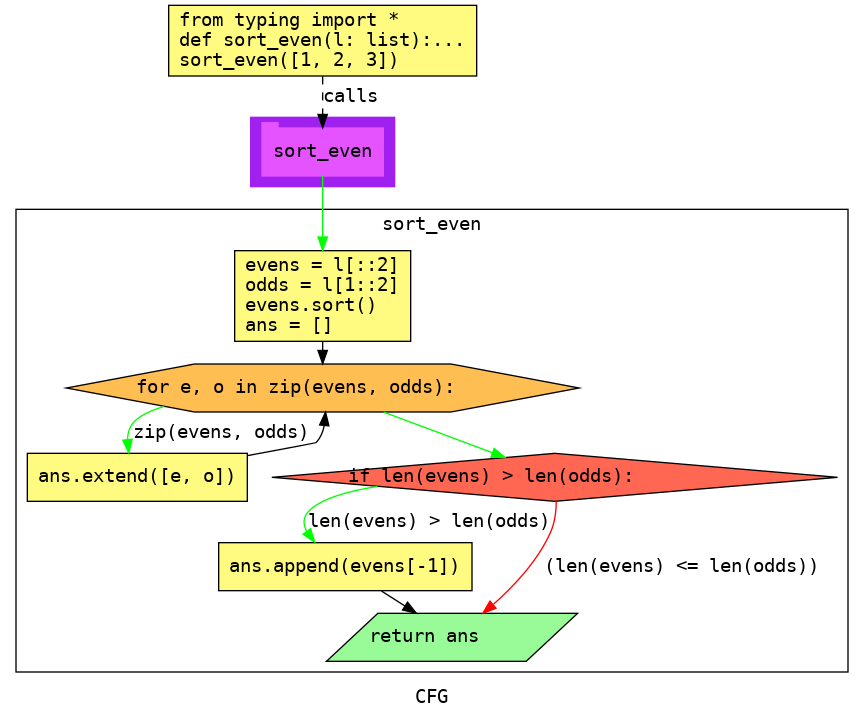 from typing import *
def sort_even(l: list):...
sort_even([1, 2, 3])
calls
sort_even
sort_even
evens = l[::2]
odds = l[1::2]
evens.sort()
ans = []
for e, o in zip(evens, odds):
zip(evens, odds)
ans.extend([e, o])
if len(evens) > len(odds):
len(evens) > len(odds)
ans.append(evens[-1])
(len(evens) <= len(odds))
return ans
CFG